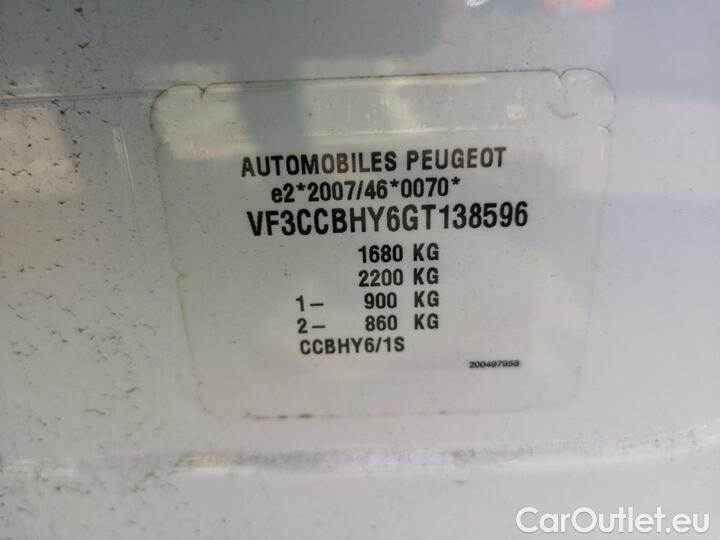 AUTOMOBILES PEUGEOT
e2*2007/46*0070*
VF3CCBHY6GT138596
1680 KG
2200 KG
1- 900 KG
2- 860 KG
CCBHY6/1S
200497958
CarOutlet.eu